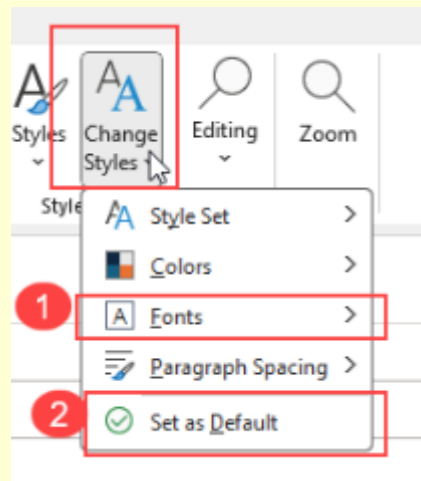 Styles
Change
Styles
Editing
Zoom
Style
Style Set
Colors
1
Fonts
Paragraph Spacing
2
Set as Default